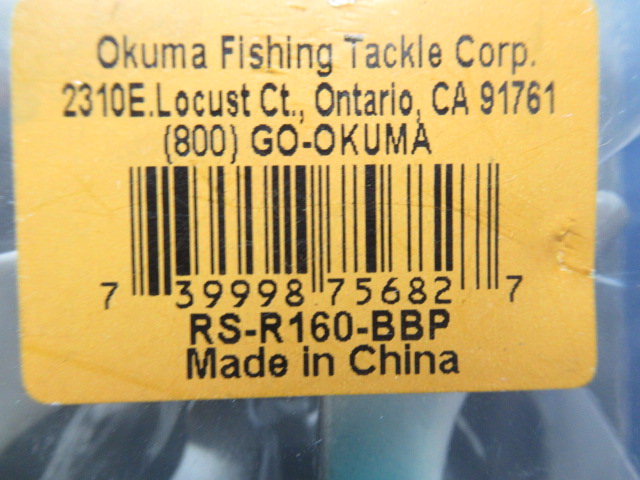 Okuma Fishing Tackle Corp.
2310E.Locust Ct., Ontario, CA 91761
(800) GO-OKUMA
7 39998 75682 7
RS-R160-BBP
Made in China